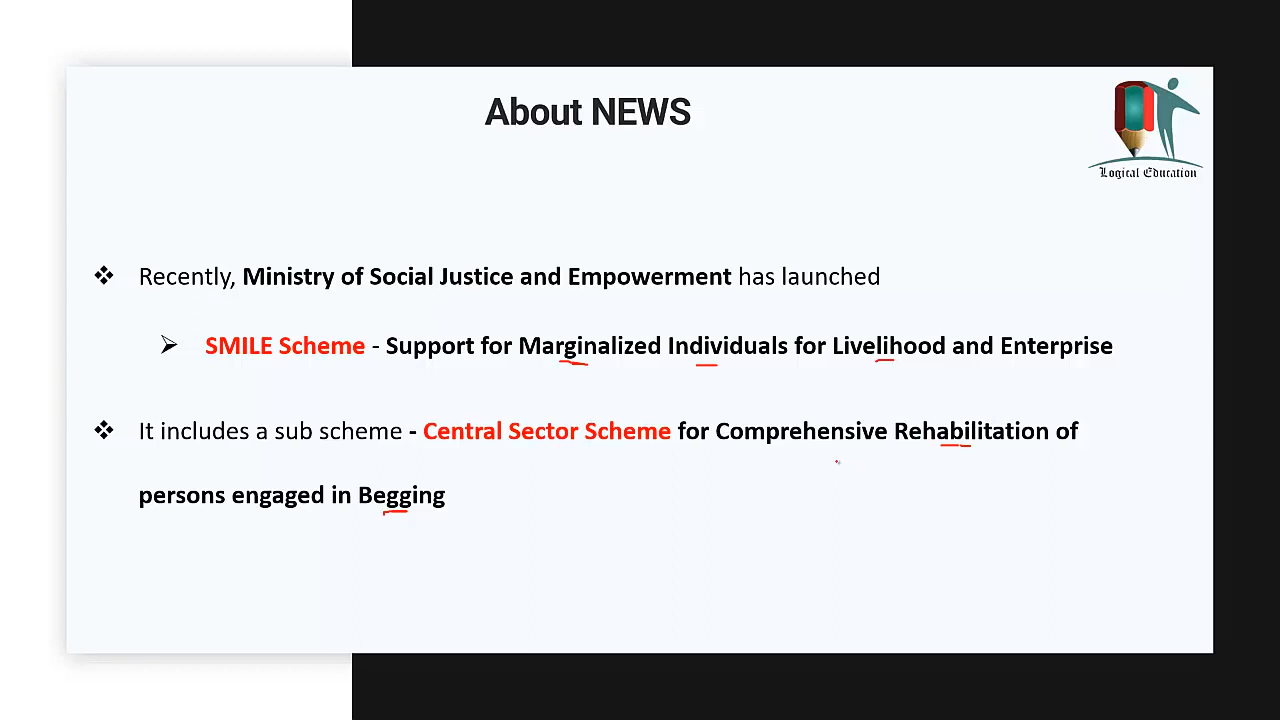 About NEWS
Logical Education
❖ Recently, Ministry of Social Justice and Empowerment has launched
➢ SMILE Scheme - Support for Marginalized Individuals for Livelihood and Enterprise
❖ It includes a sub scheme - Central Sector Scheme for Comprehensive Rehabilitation of
persons engaged in Begging